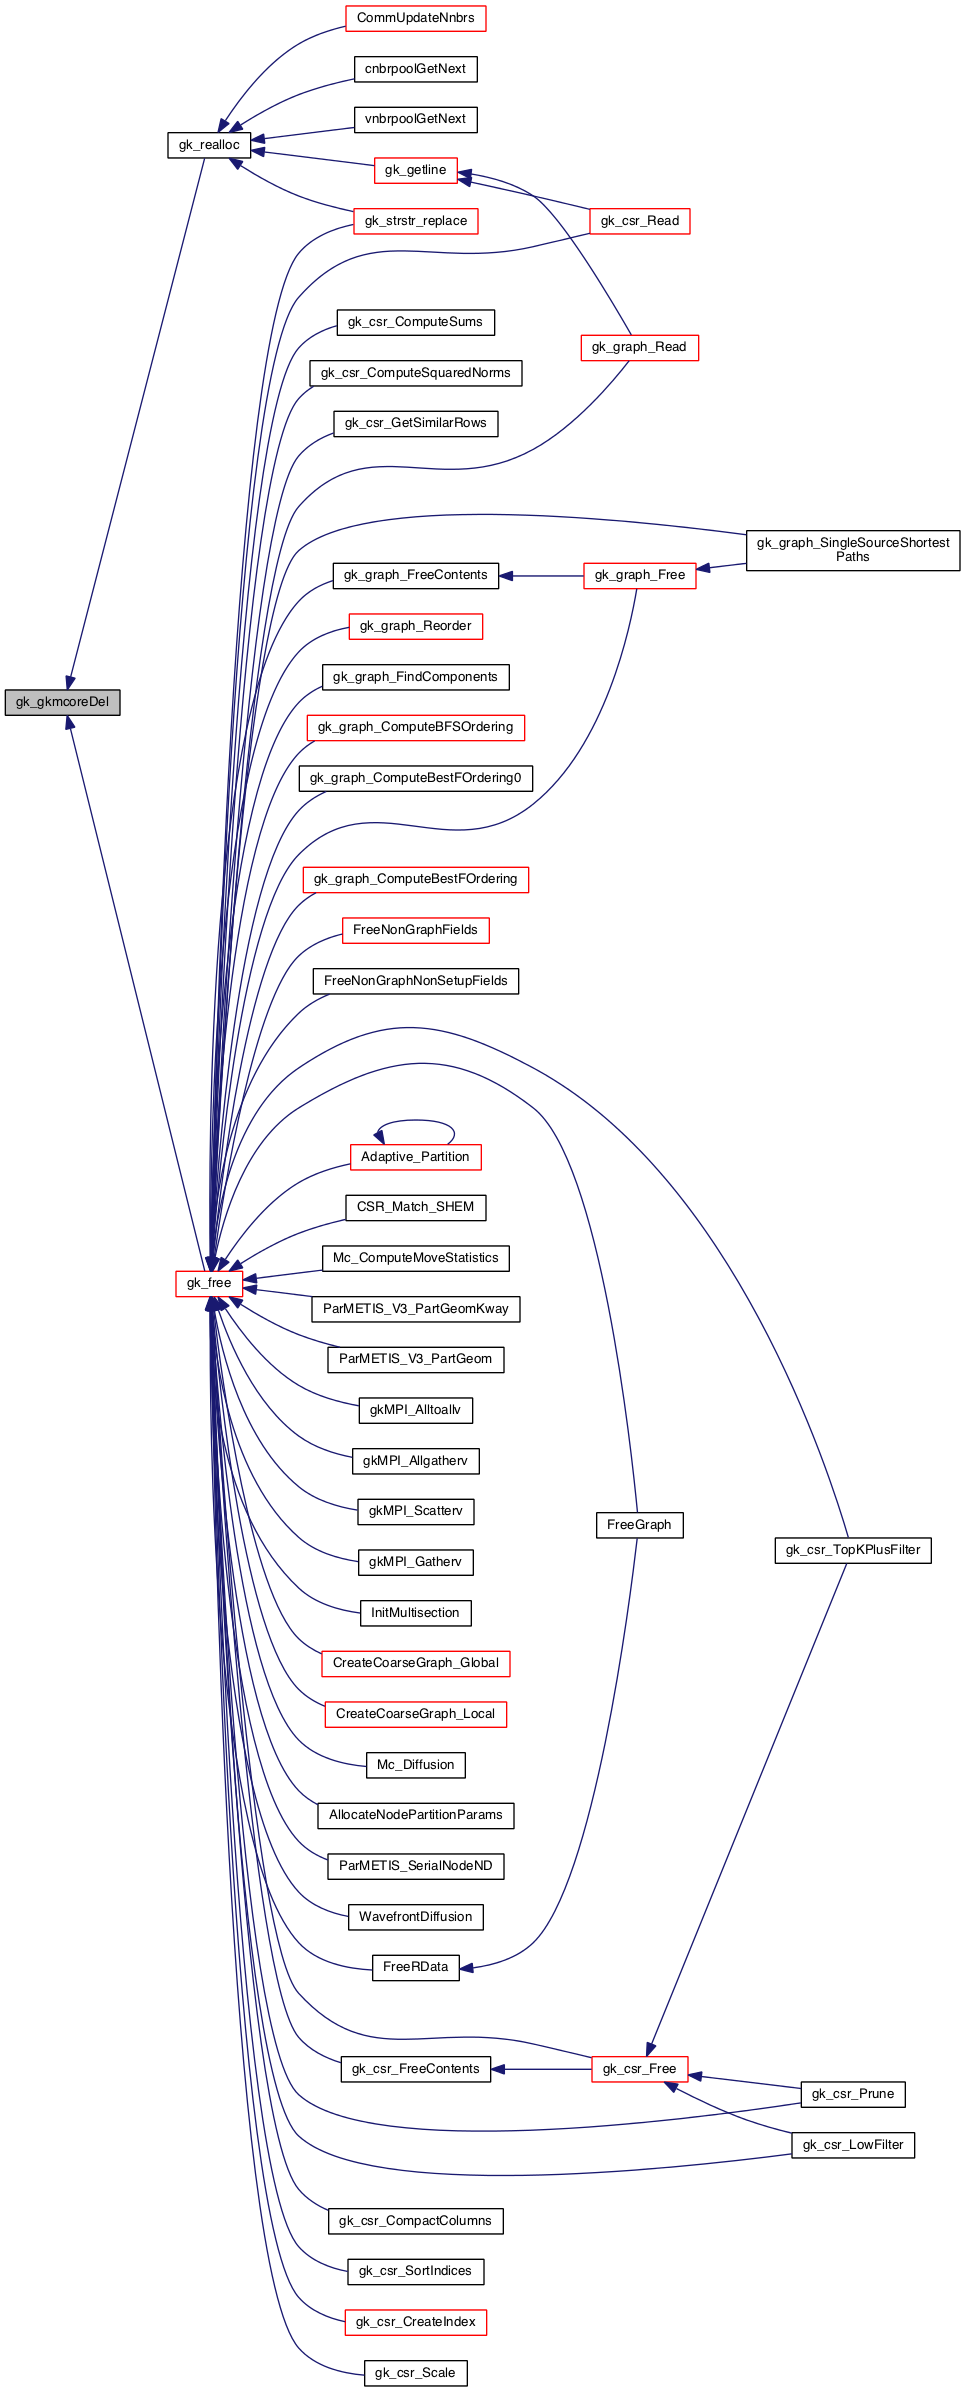 CommUpdateNnbrs
cnbrpoolGetNext
vnbrpoolGetNext
gk_realloc
gk_getline
gk_strstr_replace
gk_csr_Read
gk_csr_ComputeSums
gk_graph_Read
gk_csr_ComputeSquaredNorms
gk_csr_GetSimilarRows
gk_graph_SingleSourceShortest
Paths
gk_graph_FreeContents
gk_graph_Free
gk_graph_Reorder
gk_graph_FindComponents
gk_gkmcoreDel
gk_graph_ComputeBFSOrdering
gk_graph_ComputeBestFOrdering0
gk_graph_ComputeBestFOrdering
FreeNonGraphFields
FreeNonGraphNonSetupFields
Adaptive_Partition
CSR_Match_SHEM
Mc_ComputeMoveStatistics
gk_free
ParMETIS_V3_PartGeomKway
ParMETIS_V3_PartGeom
gkMPI_Alltoallv
gkMPI_Allgatherv
gkMPI_Scatterv
FreeGraph
gk_csr_TopKPlusFilter
gkMPI_Gatherv
InitMultisection
CreateCoarseGraph_Global
CreateCoarseGraph_Local
Mc_Diffusion
AllocateNodePartitionParams
ParMETIS_SerialNodeND
WavefrontDiffusion
FreeRData
gk_csr_FreeContents
gk_csr_Free
gk_csr_Prune
gk_csr_LowFilter
gk_csr_CompactColumns
gk_csr_SortIndices
gk_csr_CreateIndex
gk_csr_Scale